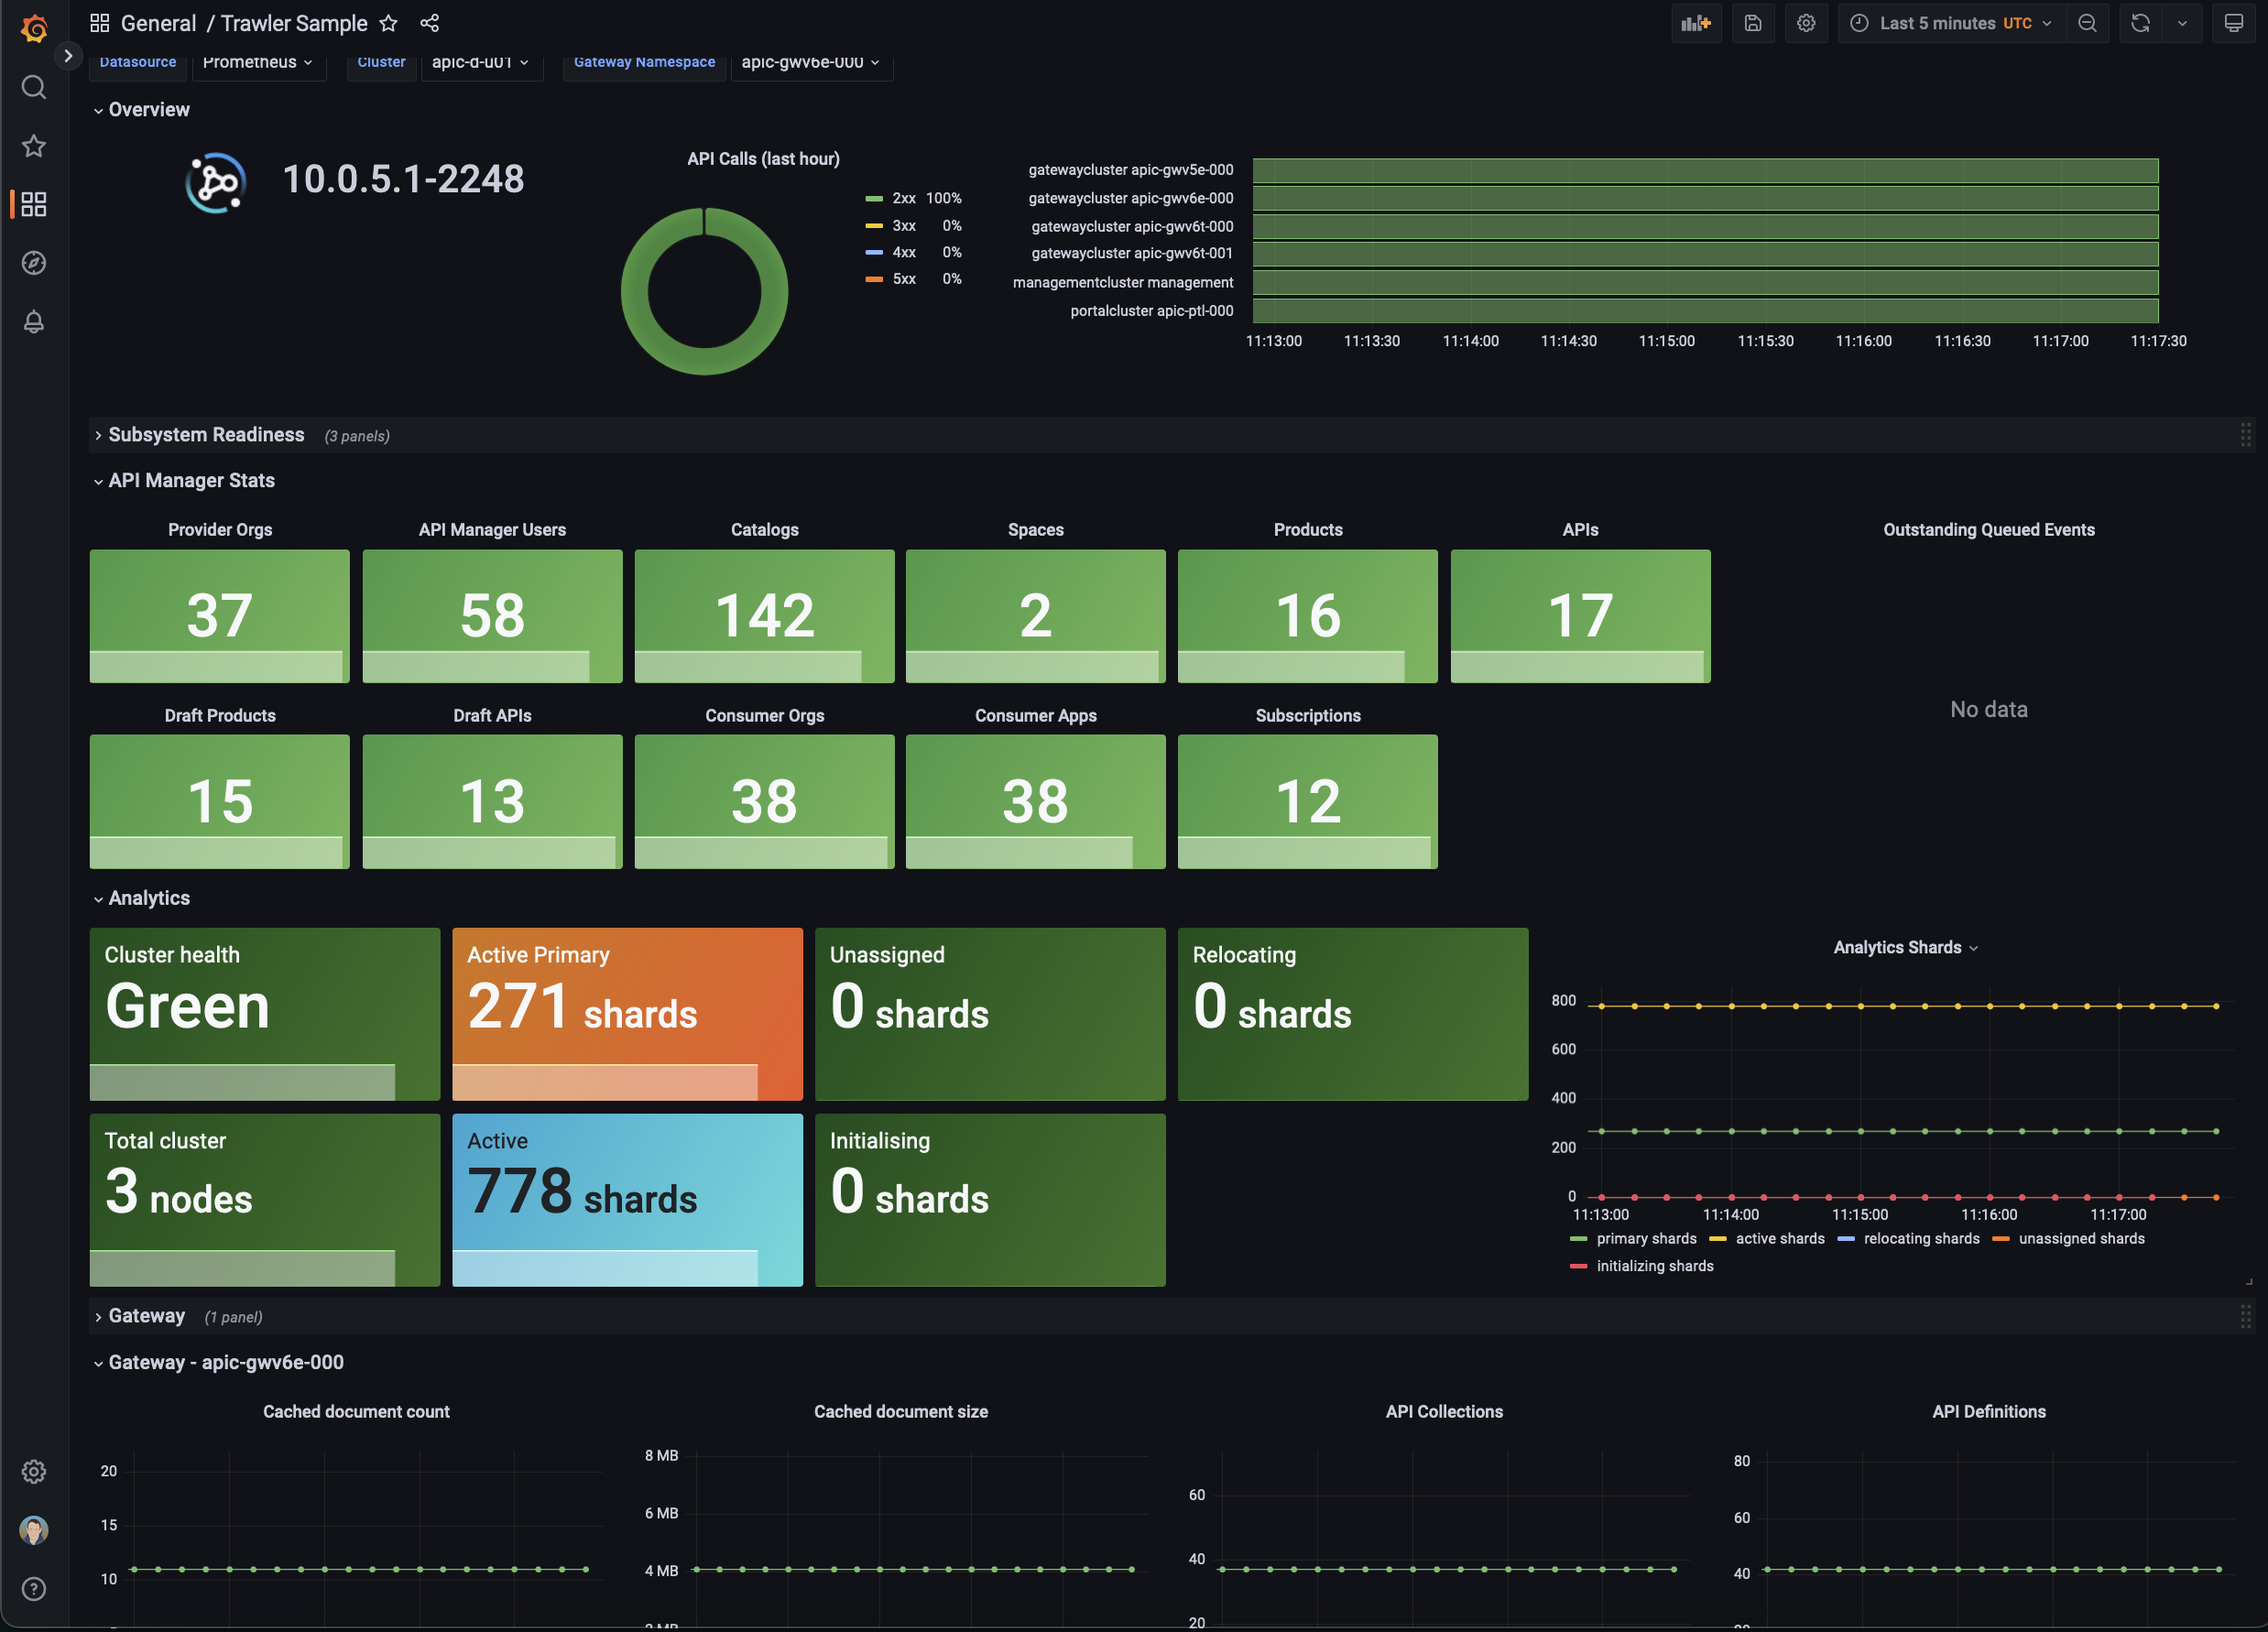 General / Trawler Sample
Last 5 minutes UTC
Datasource Prometheus Cluster apic-d-u01 Gateway Namespace apic-gwv6e-000
Overview
10.0.5.1-2248
API Calls (last hour)
2xx 100%
3xx 0%
4xx 0%
5xx 0%
gatewaycluster apic-gwv5e-000
gatewaycluster apic-gwv6e-000
gatewaycluster apic-gwv6t-000
gatewaycluster apic-gwv6t-001
managementcluster management
portalcluster apic-ptl-000
11:13:00 11:13:30 11:14:00 11:14:30 11:15:00 11:15:30 11:16:00 11:16:30 11:17:00 11:17:30
Subsystem Readiness (3 panels)
API Manager Stats
Provider Orgs API Manager Users Catalogs Spaces Products APIs Outstanding Queued Events
37 58 142 2 16 17
No data
Draft Products Draft APIs Consumer Orgs Consumer Apps Subscriptions
15 13 38 38 12
Analytics
Cluster health
Green
Active Primary
271 shards
Unassigned
0 shards
Relocating
0 shards
Total cluster
3 nodes
Active
778 shards
Initialising
0 shards
Analytics Shards
800
600
400
200
0
11:13:00 11:14:00 11:15:00 11:16:00 11:17:00
primary shards active shards relocating shards unassigned shards
initializing shards
Gateway (1 panel)
Gateway - apic-gwv6e-000
Cached document count
20
15
10
Cached document size
8 MB
6 MB
4 MB
API Collections
60
40
20
API Definitions
80
60
40